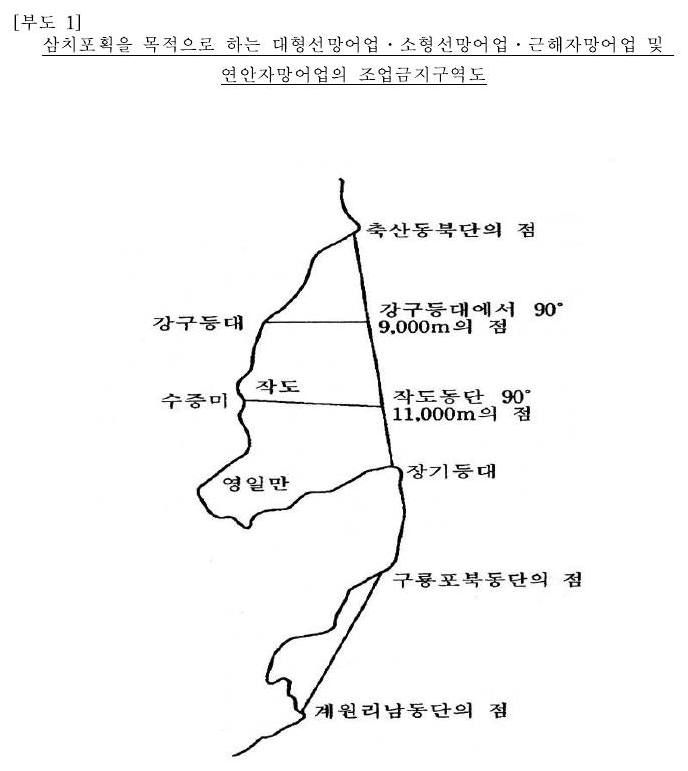 [부도 1]
삼치포획을 목적으로 하는 대형선망어업·소형선망어업·근해자망어업 및
연안자망어업의 조업금지구역도
축산동북단의 점
강구등대
강구등대에서 90°
9,000m의 점
작도
수중미
작도동단 90°
11,000m의 점
영일만
장기등대
구룡포북동단의 점
계원리남동단의 점